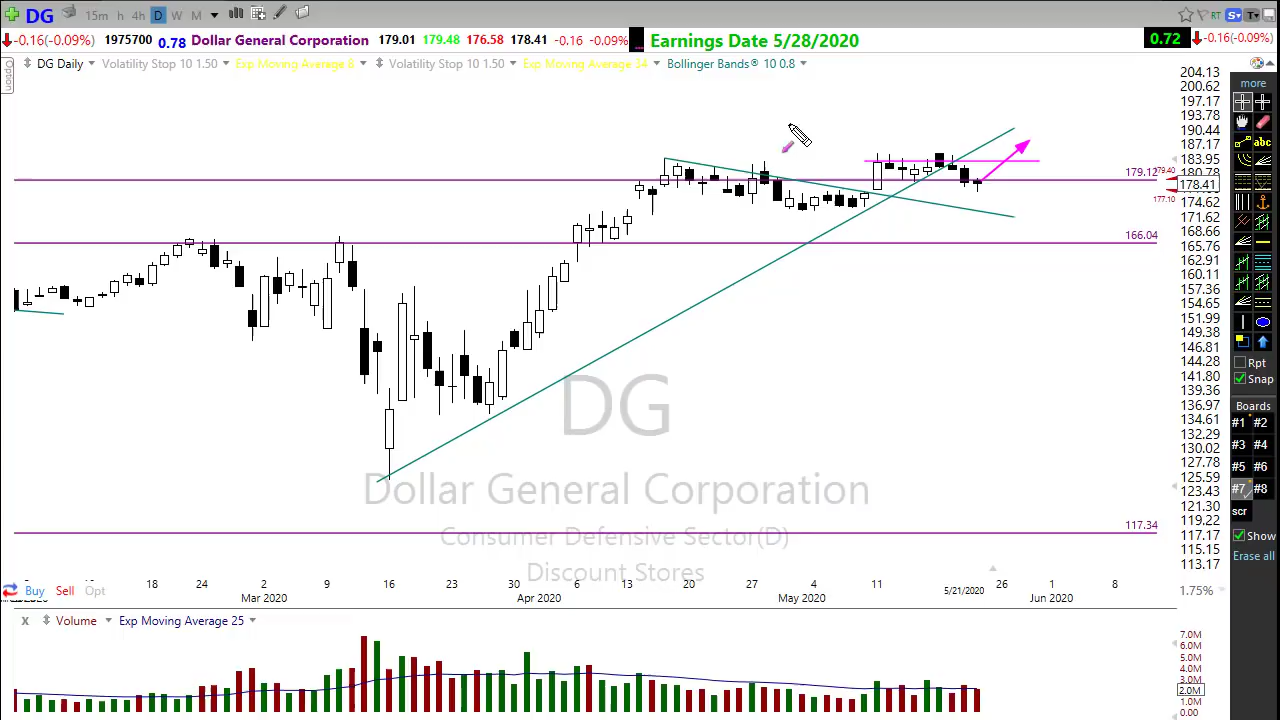 DG
15m h 4h D W M
RT S T
-0.16(-0.09%) 1975700 0.78 Dollar General Corporation 179.01 179.48 176.58 178.41 -0.16 -0.09% Earnings Date 5/28/2020 0.72 -0.16(-0.09%)
Option
DG Daily Volatility Stop 10 1.50 Exp Moving Average 8 Volatility Stop 10 1.50 Exp Moving Average 34 Bollinger Bands® 10 0.8
204.13
200.62
197.17
193.78
190.44
187.17
183.95
180.78
179.12
179.40
178.41
177.10
174.62
171.62
168.66
166.04
165.76
162.91
160.11
157.36
154.65
151.99
149.38
146.81
144.28
141.80
139.36
136.97
134.61
132.29
130.02
127.78
125.59
123.43
121.30
119.22
117.34
117.17
115.15
113.17
DG
Dollar General Corporation
Consumer Defensive Sector(D)
Discount Stores
18 24 2 9 16 23 30 6 13 20 27 4 11 5/21/2020 26 1 8
Mar 2020 Apr 2020 May 2020 Jun 2020
Buy Sell Opt
1.75%
x Volume Exp Moving Average 25
7.0M
6.0M
5.0M
4.0M
3.0M
2.0M
1.0M
0.00
more
abc
Rpt
Snap
Boards
#1 #2
#3 #4
#5 #6
#7 #8
scr
Show
Erase all